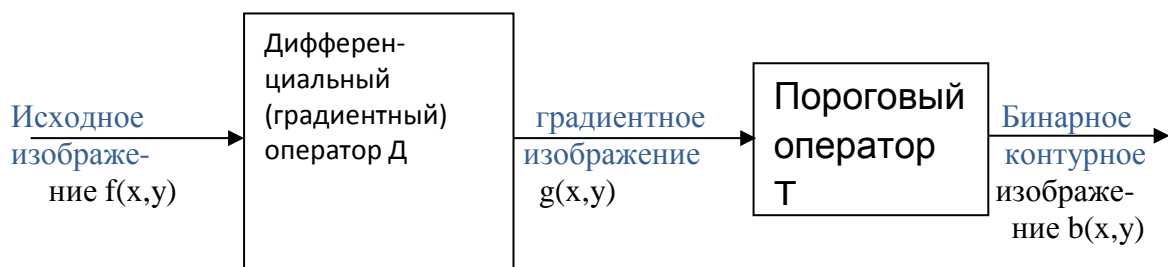 Исходное
изображе-
ние f(x,y)
Дифферен-
циальный
(градиентный)
оператор Д
градиентное
изображение
g(x,y)
Пороговый
оператор
Т
Бинарное
контурное
изображе-
ние b(x,y)